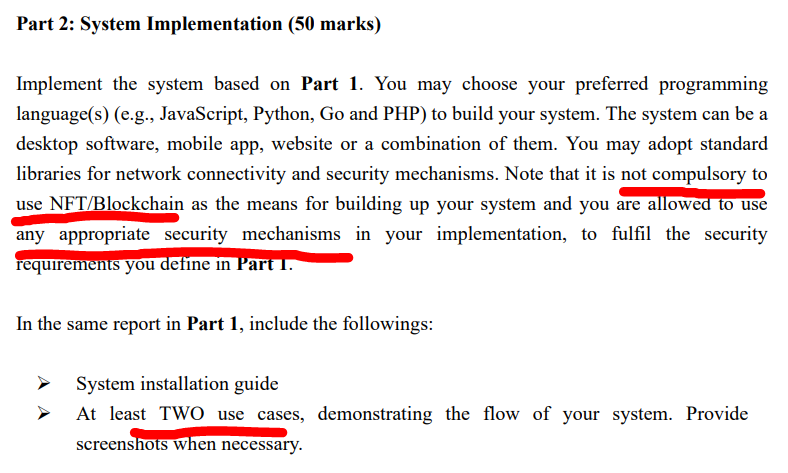 Part 2: System Implementation (50 marks)
Implement the system based on Part 1. You may choose your preferred programming
language(s) (e.g., JavaScript, Python, Go and PHP) to build your system. The system can be a
desktop software, mobile app, website or a combination of them. You may adopt standard
libraries for network connectivity and security mechanisms. Note that it is not compulsory to
use NFT/Blockchain as the means for building up your system and you are allowed to use
any appropriate security mechanisms in your implementation, to fulfil the security
requirements you define in Part 1.
In the same report in Part 1, include the followings:
➢ System installation guide
➢ At least TWO use cases, demonstrating the flow of your system. Provide
screenshots when necessary.